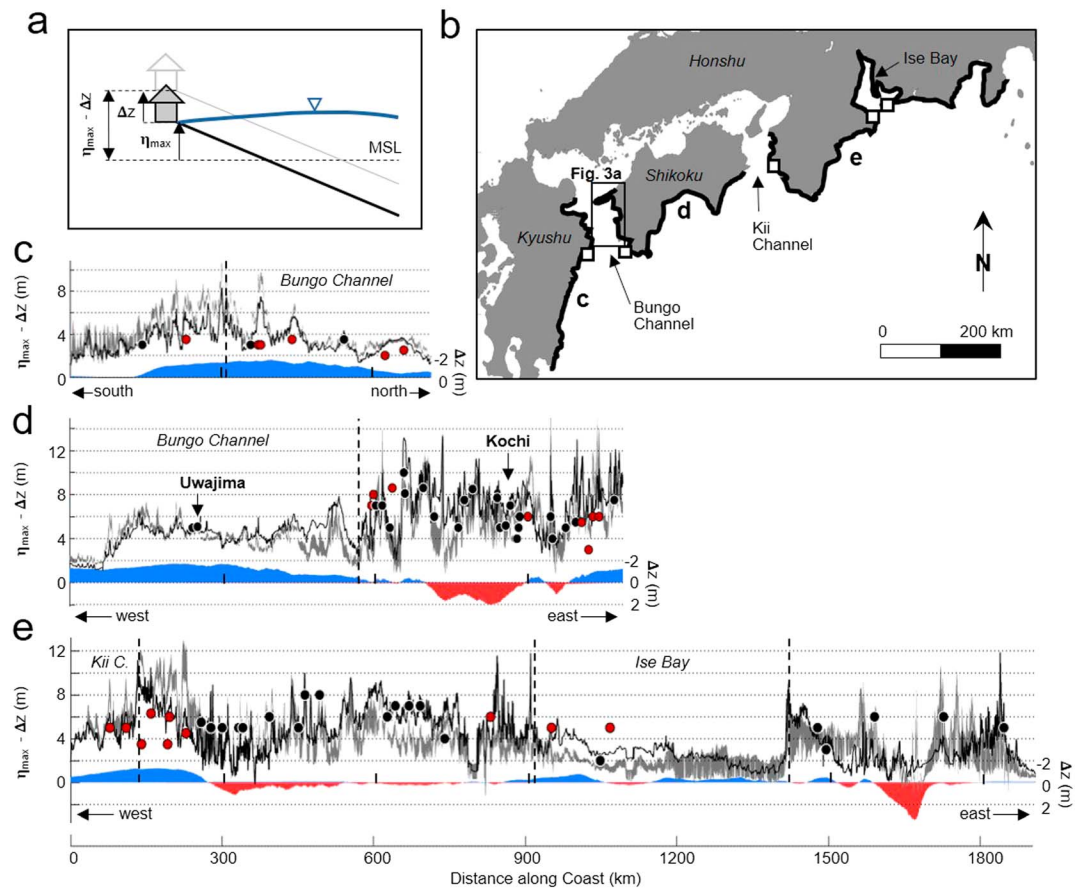 a
ηmax - Δz
Δz
ηmax
MSL
b
Honshu
Ise Bay
Fig. 3a
Shikoku
e
d
Kii
Channel
Kyushu
c
Bungo
Channel
N
0 200 km
c
Bungo Channel
ηmax - Δz (m)
8
4
0
-2
0
Δz (m)
south
north
d
Bungo Channel
Kochi
Uwajima
ηmax - Δz (m)
12
8
4
0
-2
0
2
Δz (m)
west
east
e
Kii C.
Ise Bay
ηmax - Δz (m)
12
8
4
0
-2
0
2
Δz (m)
west
east
0 300 600 900 1200 1500 1800
Distance along Coast (km)